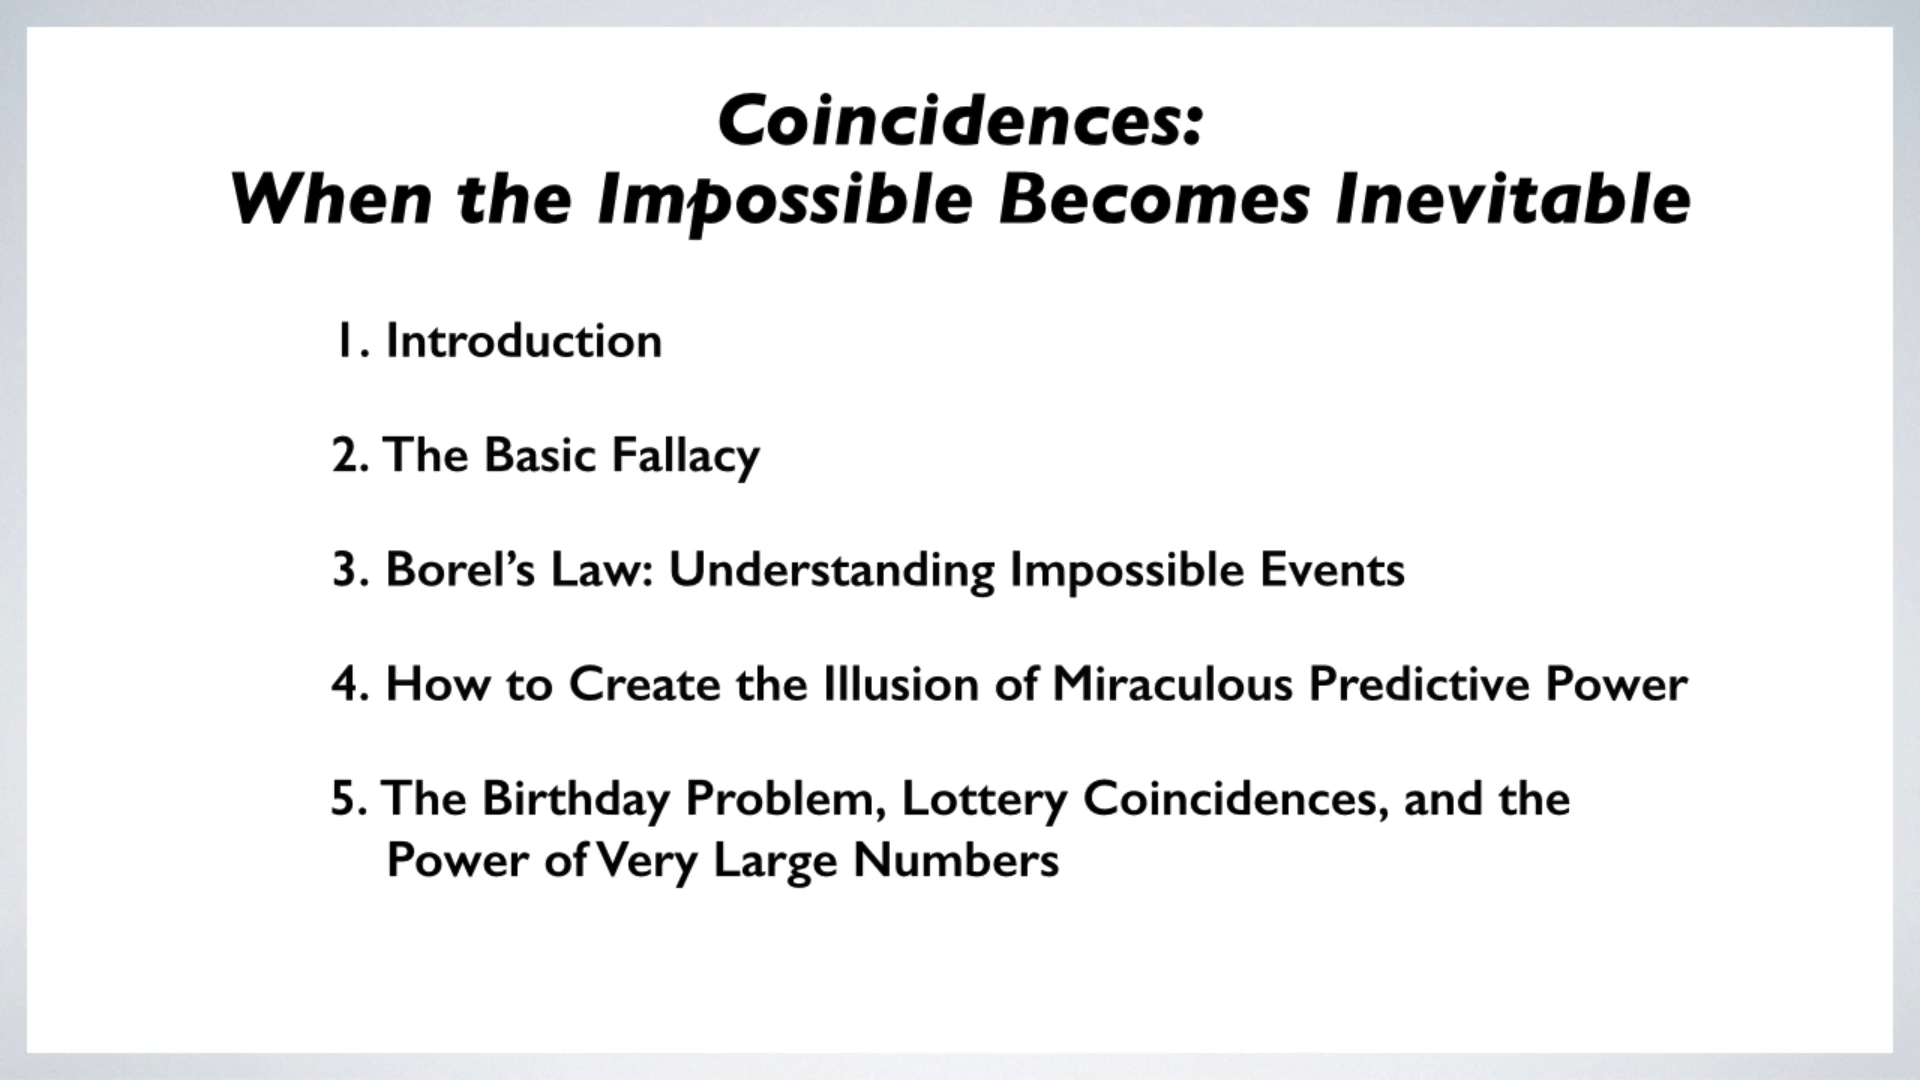 Coincidences:
When the Impossible Becomes Inevitable
1. Introduction
2. The Basic Fallacy
3. Borel’s Law: Understanding Impossible Events
4. How to Create the Illusion of Miraculous Predictive Power
5. The Birthday Problem, Lottery Coincidences, and the
Power of Very Large Numbers